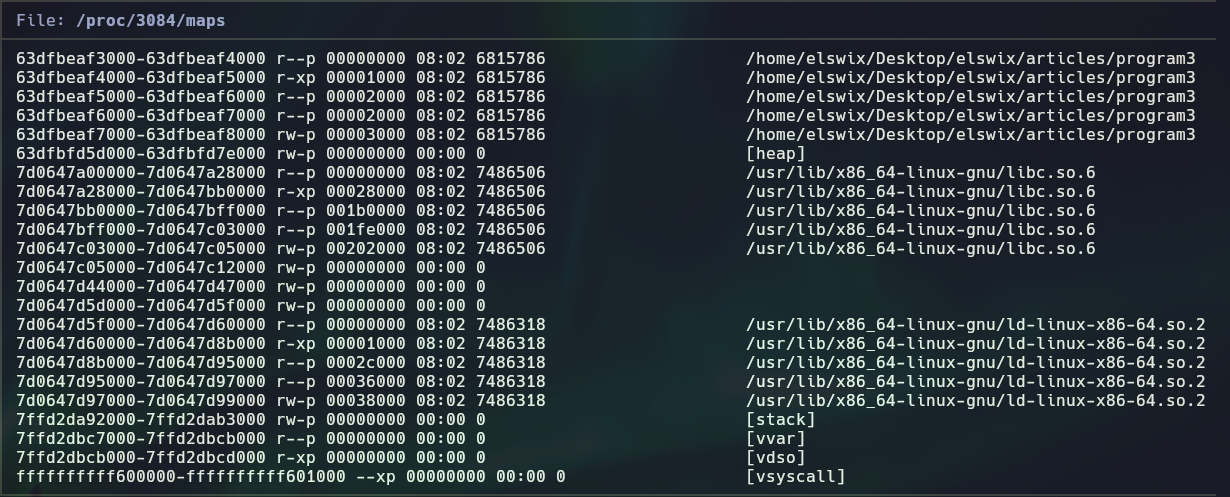 File: /proc/3084/maps
63dfbeaf3000-63dfbeaf4000 r--p 00000000 08:02 6815786 /home/elswix/Desktop/elswix/articles/program3
63dfbeaf4000-63dfbeaf5000 r-xp 00001000 08:02 6815786 /home/elswix/Desktop/elswix/articles/program3
63dfbeaf5000-63dfbeaf6000 r--p 00002000 08:02 6815786 /home/elswix/Desktop/elswix/articles/program3
63dfbeaf6000-63dfbeaf7000 r--p 00002000 08:02 6815786 /home/elswix/Desktop/elswix/articles/program3
63dfbeaf7000-63dfbeaf8000 rw-p 00003000 08:02 6815786 /home/elswix/Desktop/elswix/articles/program3
63dfbfd5d000-63dfbfd7e000 rw-p 00000000 00:00 0 [heap]
7d0647a00000-7d0647a28000 r--p 00000000 08:02 7486506 /usr/lib/x86_64-linux-gnu/libc.so.6
7d0647a28000-7d0647bb0000 r-xp 00028000 08:02 7486506 /usr/lib/x86_64-linux-gnu/libc.so.6
7d0647bb0000-7d0647bff000 r--p 001b0000 08:02 7486506 /usr/lib/x86_64-linux-gnu/libc.so.6
7d0647bff000-7d0647c03000 r--p 001fe000 08:02 7486506 /usr/lib/x86_64-linux-gnu/libc.so.6
7d0647c03000-7d0647c05000 rw-p 00202000 08:02 7486506 /usr/lib/x86_64-linux-gnu/libc.so.6
7d0647c05000-7d0647c12000 rw-p 00000000 00:00 0
7d0647d44000-7d0647d47000 rw-p 00000000 00:00 0
7d0647d5d000-7d0647d5f000 rw-p 00000000 00:00 0
7d0647d5f000-7d0647d60000 r--p 00000000 08:02 7486318 /usr/lib/x86_64-linux-gnu/ld-linux-x86-64.so.2
7d0647d60000-7d0647d8b000 r-xp 00001000 08:02 7486318 /usr/lib/x86_64-linux-gnu/ld-linux-x86-64.so.2
7d0647d8b000-7d0647d95000 r--p 0002c000 08:02 7486318 /usr/lib/x86_64-linux-gnu/ld-linux-x86-64.so.2
7d0647d95000-7d0647d97000 r--p 00036000 08:02 7486318 /usr/lib/x86_64-linux-gnu/ld-linux-x86-64.so.2
7d0647d97000-7d0647d99000 rw-p 00038000 08:02 7486318 /usr/lib/x86_64-linux-gnu/ld-linux-x86-64.so.2
7ffd2da92000-7ffd2dab3000 rw-p 00000000 00:00 0 [stack]
7ffd2dbc7000-7ffd2dbcb000 r--p 00000000 00:00 0 [vvar]
7ffd2dbcb000-7ffd2dbcd000 r-xp 00000000 00:00 0 [vdso]
ffffffffff600000-ffffffffff601000 --xp 00000000 00:00 0 [vsyscall]